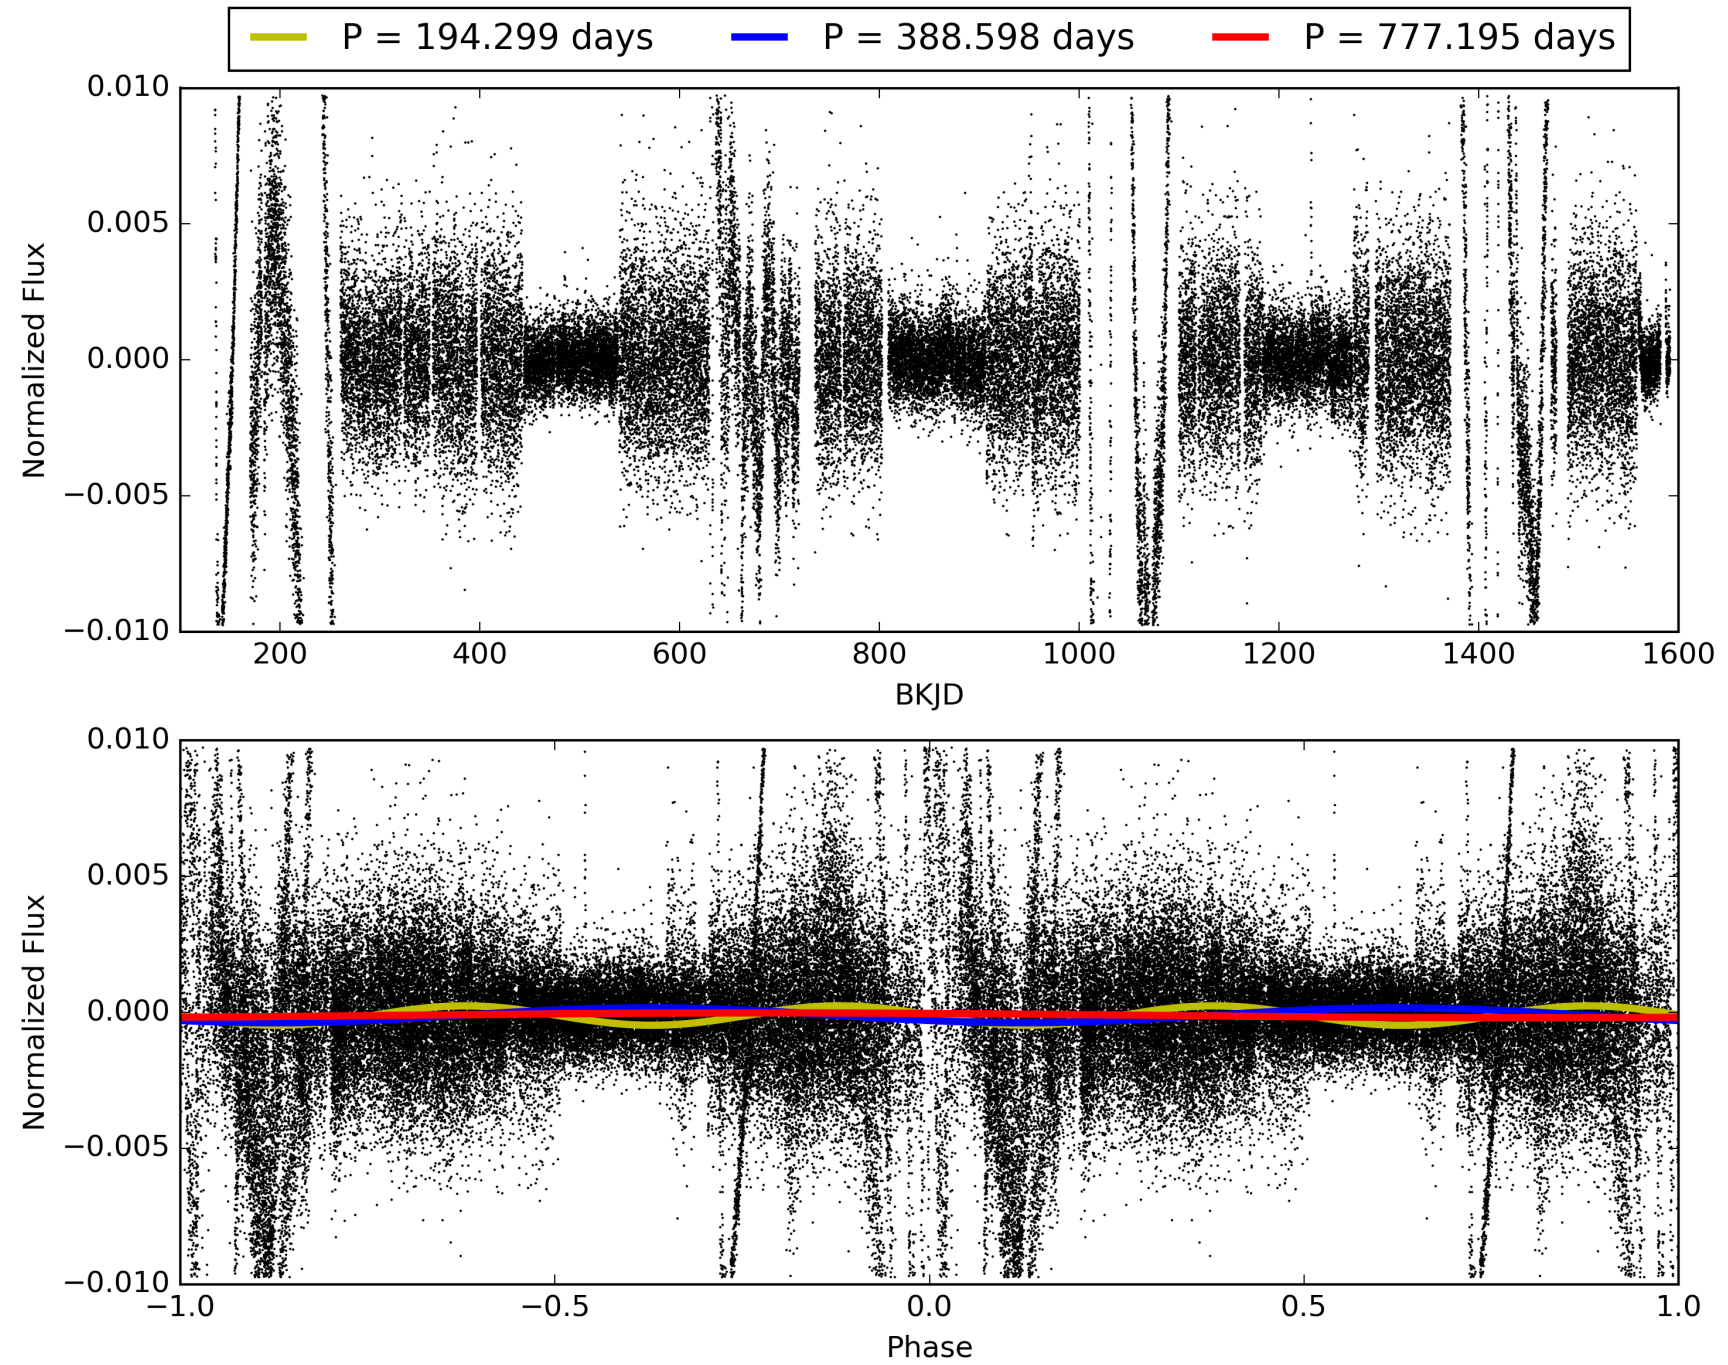 P = 194.299 days P = 388.598 days P = 777.195 days
0.010
0.005
0.000
−0.005
−0.010
Normalized Flux
200 400 600 800 1000 1200 1400 1600
BKJD
0.010
0.005
0.000
−0.005
−0.010
Normalized Flux
−1.0 −0.5 0.0 0.5 1.0
Phase